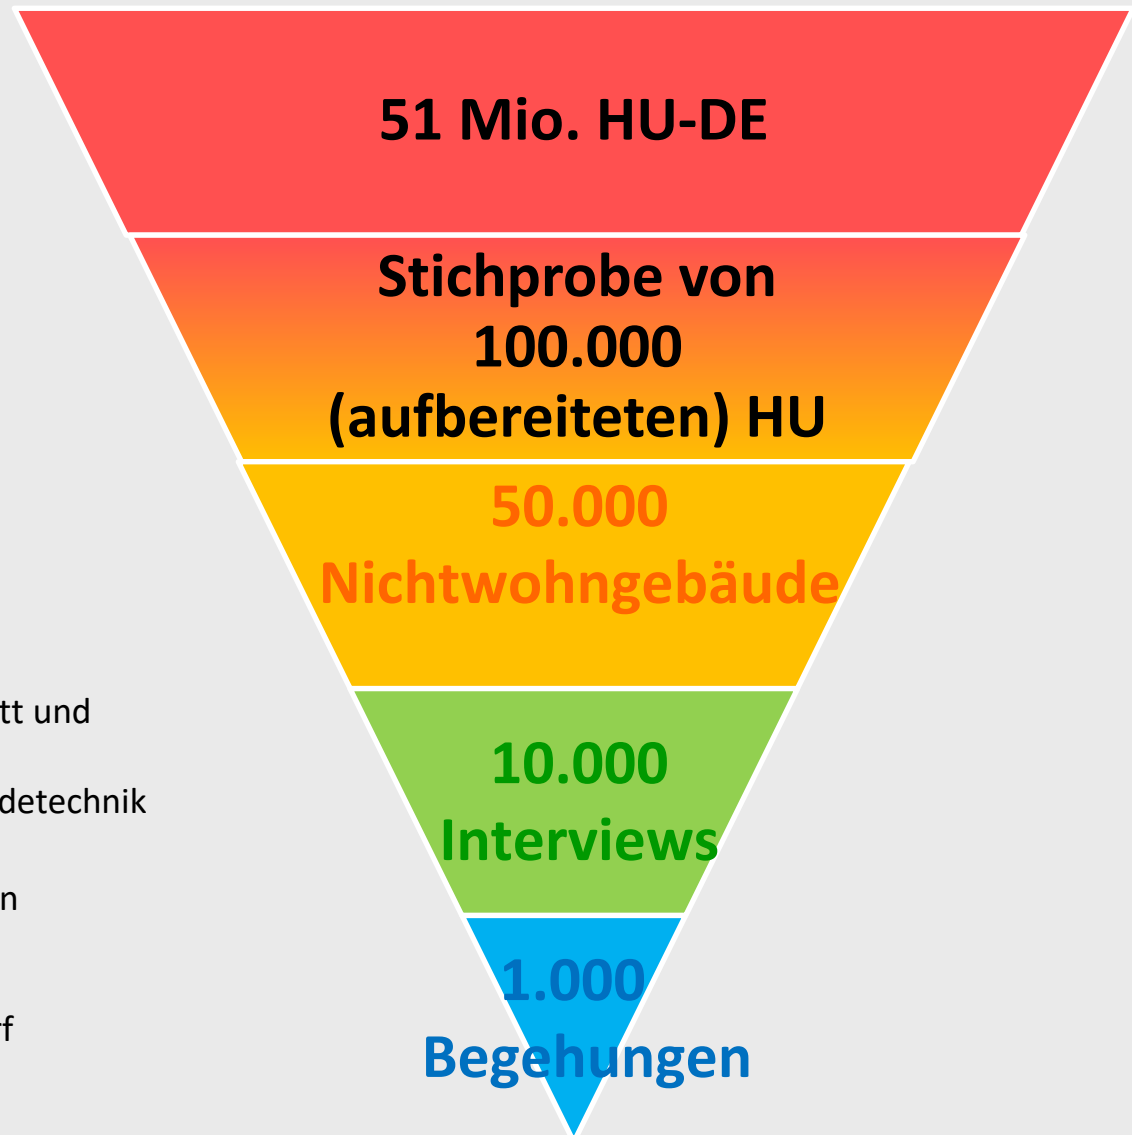 51 Mio. HU-DE
Stichprobe von
100.000
(aufbereiteten) HU
50.000
Nichtwohngebäude
10.000
Interviews
1.000
Begehungen
tt und
detechnik
n
rf